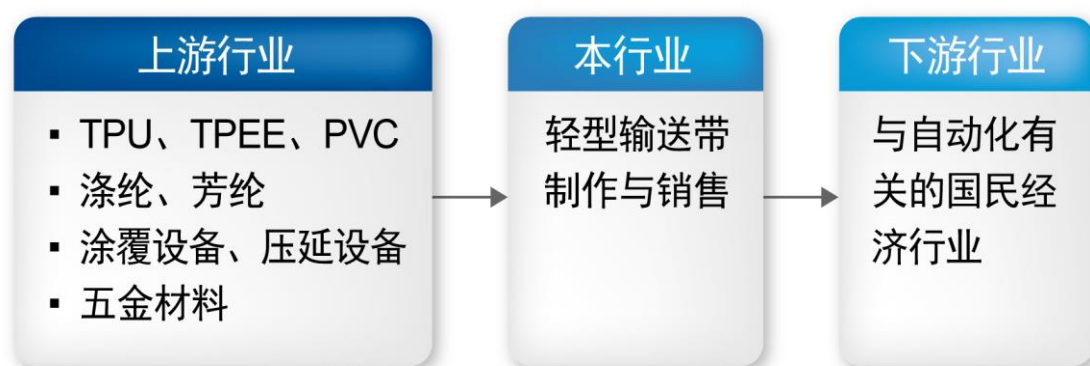 上游行业
▪ TPU、TPEE、PVC
▪ 涤纶、芳纶
▪ 涂覆设备、压延设备
▪ 五金材料
本行业
轻型输送带
制作与销售
下游行业
与自动化有
关的国民经
济行业